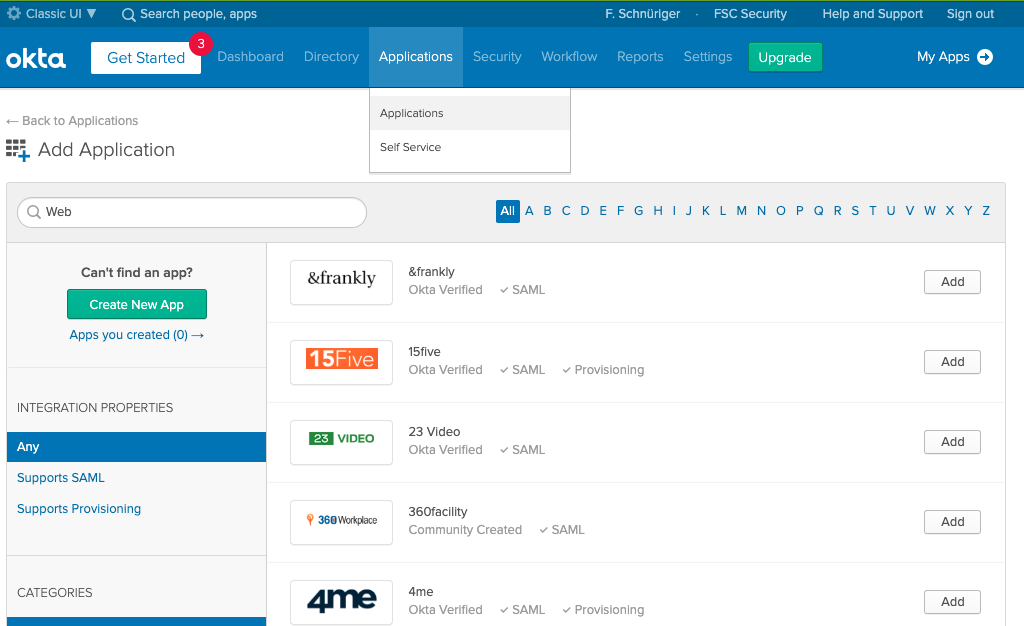 Classic UI ▼ Search people, apps F. Schnüriger · FSC Security Help and Support Sign out
okta Get Started 3 Dashboard Directory Applications Security Workflow Reports Settings Upgrade My Apps
Applications
Self Service
← Back to Applications
Add Application
Web All A B C D E F G H I J K L M N O P Q R S T U V W X Y Z
Can't find an app?
Create New App
Apps you created (0) →
INTEGRATION PROPERTIES
Any
Supports SAML
Supports Provisioning
CATEGORIES
&frankly &frankly Add
Okta Verified ✓ SAML
15Five 15five Add
Okta Verified ✓ SAML ✓ Provisioning
23 VIDEO 23 Video Add
Okta Verified ✓ SAML
360 Workplace 360facility Add
Community Created ✓ SAML
4me 4me Add
Okta Verified ✓ SAML ✓ Provisioning